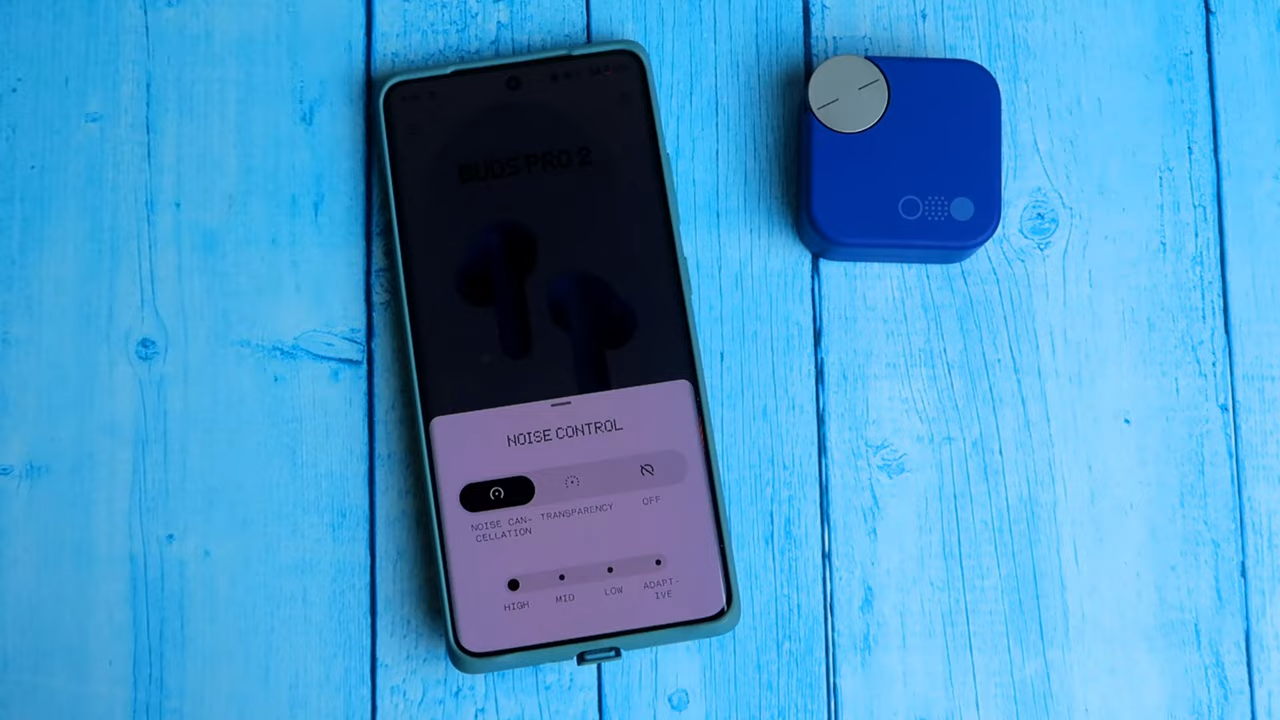 BUDS PRO 2
NOISE CONTROL
NOISE CAN-
CELLATION
TRANSPARENCY
OFF
HIGH
MID
LOW
ADAPT-
IVE